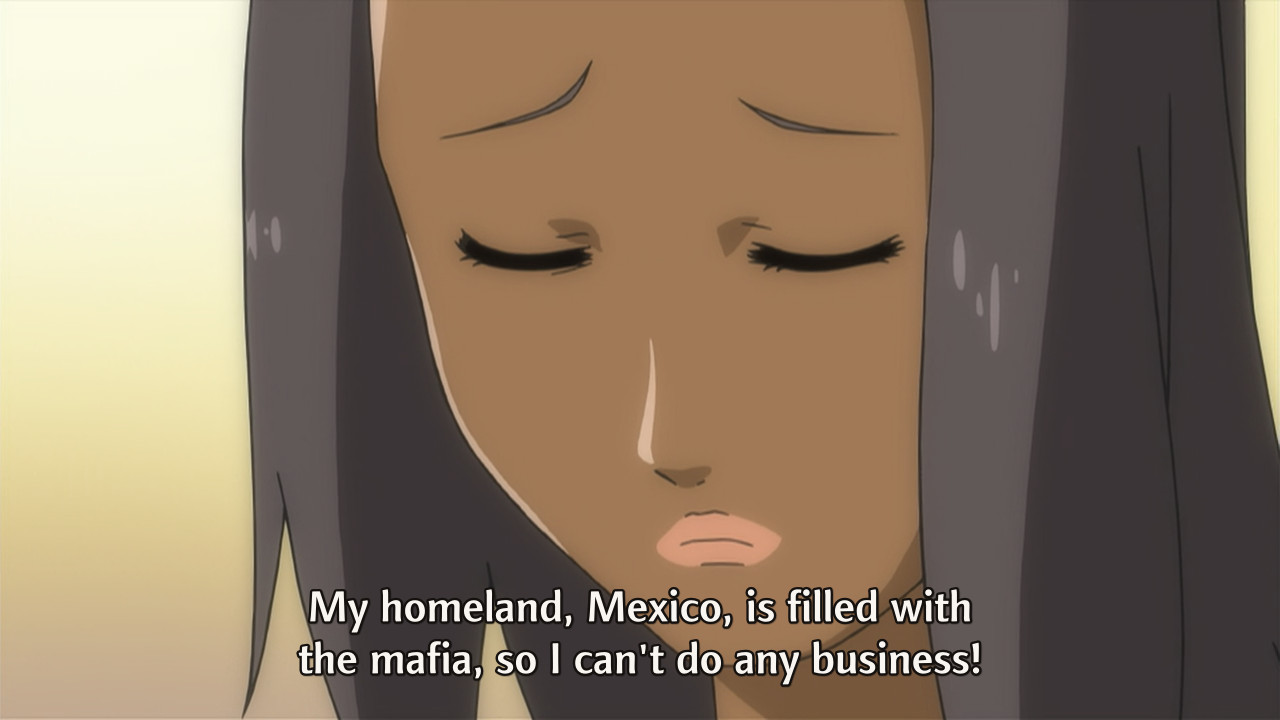 My homeland, Mexico, is filled with
the mafia, so I can't do any business!